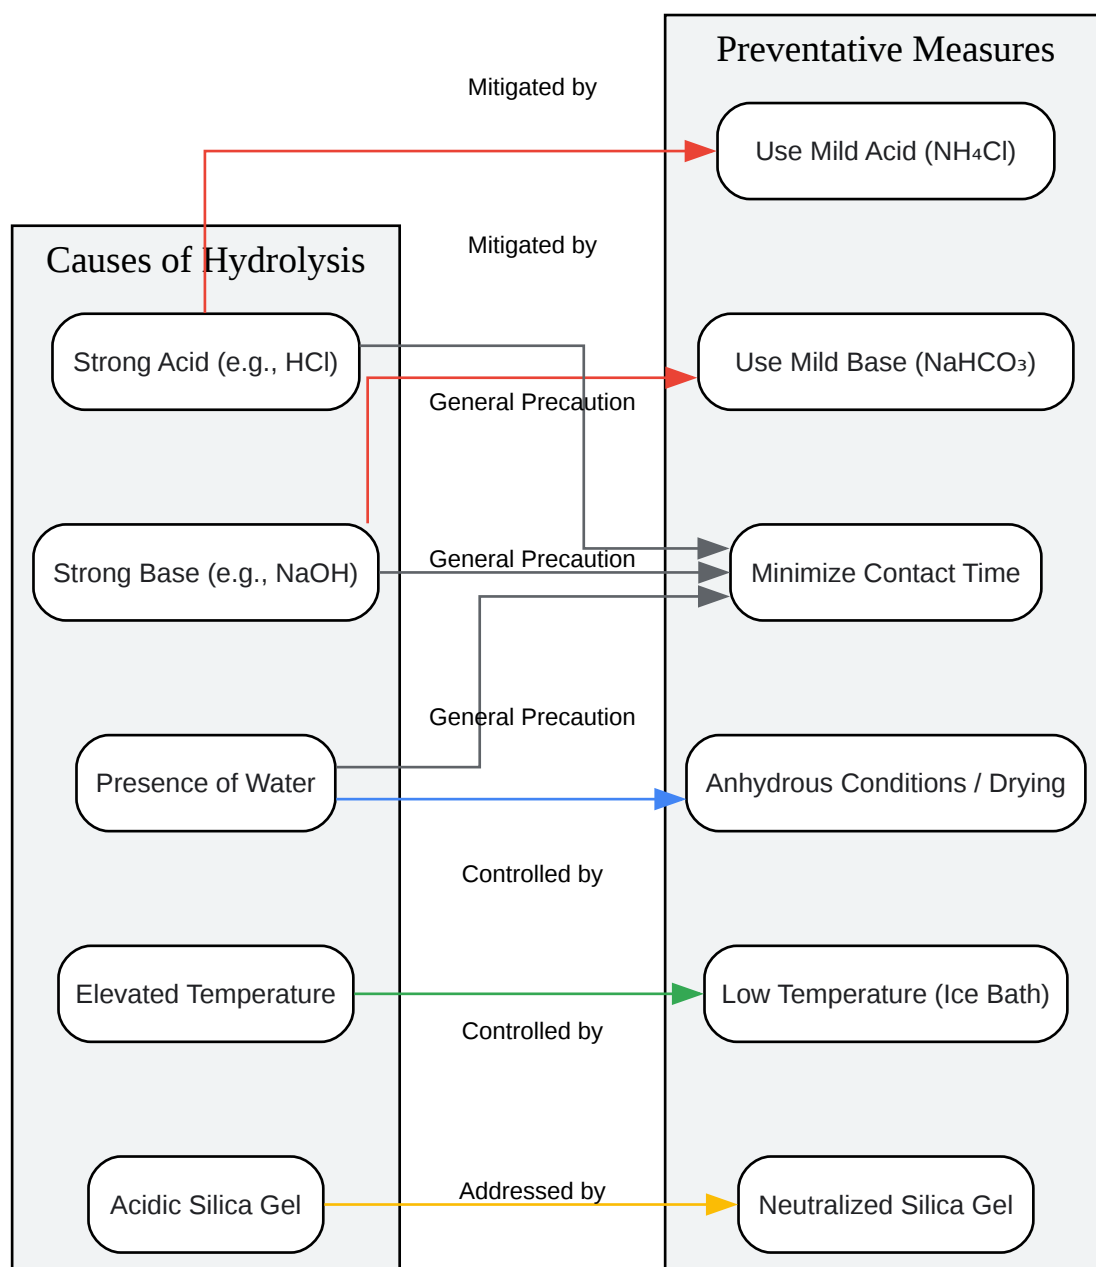 Preventative Measures
Mitigated by
Use Mild Acid (NH₄Cl)
Mitigated by
Causes of Hydrolysis
Strong Acid (e.g., HCl)
Use Mild Base (NaHCO₃)
General Precaution
General Precaution
Strong Base (e.g., NaOH)
Minimize Contact Time
General Precaution
Presence of Water
Anhydrous Conditions / Drying
Controlled by
Elevated Temperature
Low Temperature (Ice Bath)
Controlled by
Addressed by
Acidic Silica Gel
Neutralized Silica Gel